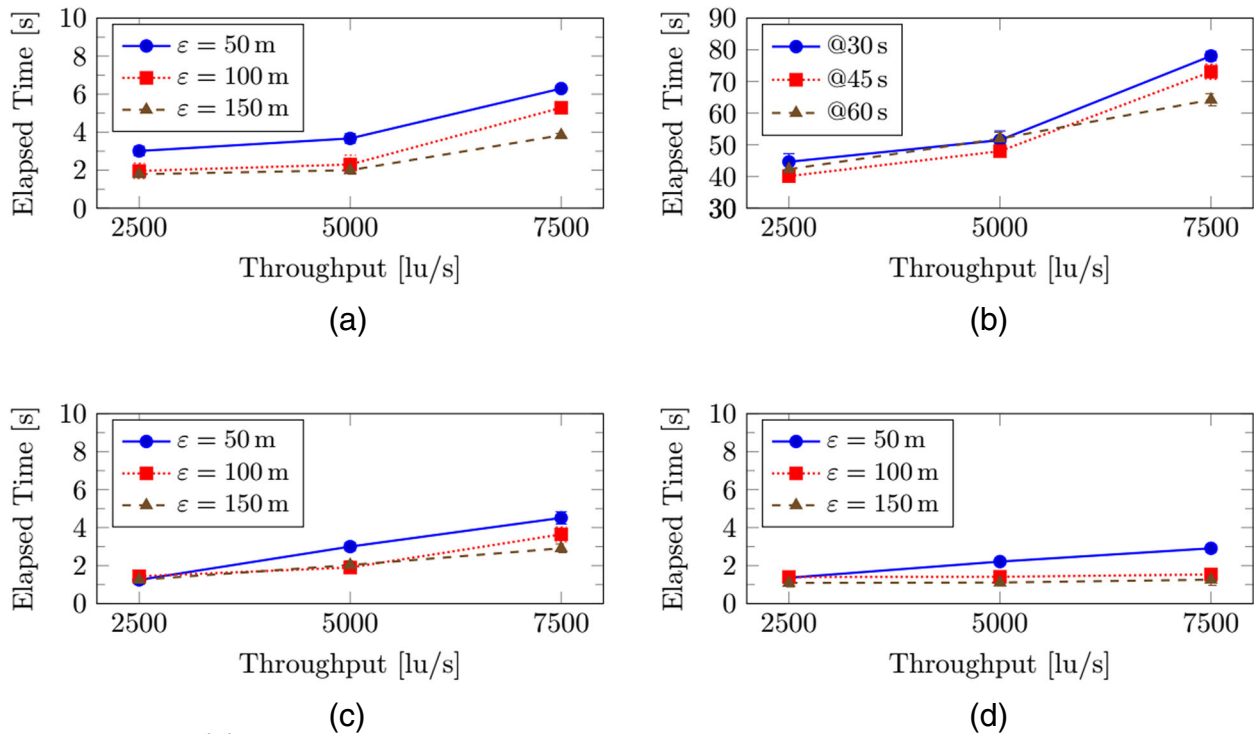 Elapsed Time [s]
10
8
6
4
2
0
ε = 50 m
ε = 100 m
ε = 150 m
2500
5000
7500
Throughput [lu/s]
(a)
Elapsed Time [s]
90
80
70
60
50
40
30
@30 s
@45 s
@60 s
2500
5000
7500
Throughput [lu/s]
(b)
Elapsed Time [s]
10
8
6
4
2
0
ε = 50 m
ε = 100 m
ε = 150 m
2500
5000
7500
Throughput [lu/s]
(c)
Elapsed Time [s]
10
8
6
4
2
0
ε = 50 m
ε = 100 m
ε = 150 m
2500
5000
7500
Throughput [lu/s]
(d)